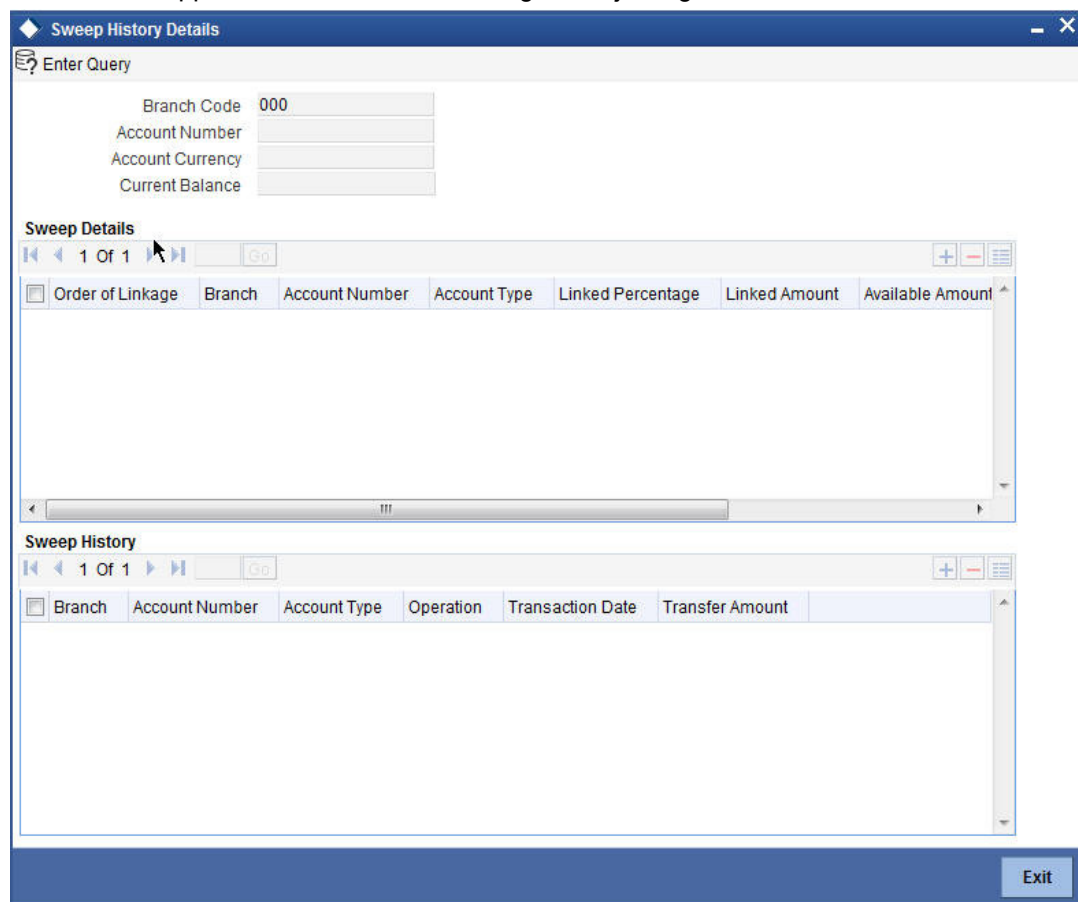 Sweep History Details
Enter Query
Branch Code 000
Account Number
Account Currency
Current Balance
Sweep Details
1 Of 1 Go
Order of Linkage Branch Account Number Account Type Linked Percentage Linked Amount Available Amount
Sweep History
1 Of 1 Go
Branch Account Number Account Type Operation Transaction Date Transfer Amount
Exit